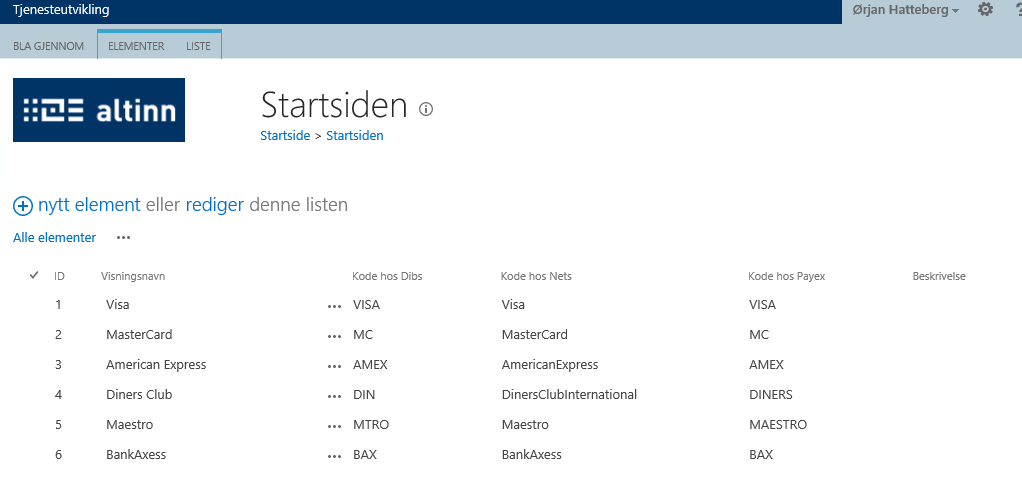 Tjenesteutvikling
Ørjan Hatteberg
?
BLA GJENNOM ELEMENTER LISTE
altinn
Startsiden
Startside > Startsiden
nytt element eller rediger denne listen
Alle elementer ...
ID Visningsnavn Kode hos Dibs Kode hos Nets Kode hos Payex Beskrivelse
1 Visa ... VISA Visa VISA
2 MasterCard ... MC MasterCard MC
3 American Express ... AMEX AmericanExpress AMEX
4 Diners Club ... DIN DinersClubInternational DINERS
5 Maestro ... MTRO Maestro MAESTRO
6 BankAxess ... BAX BankAxess BAX